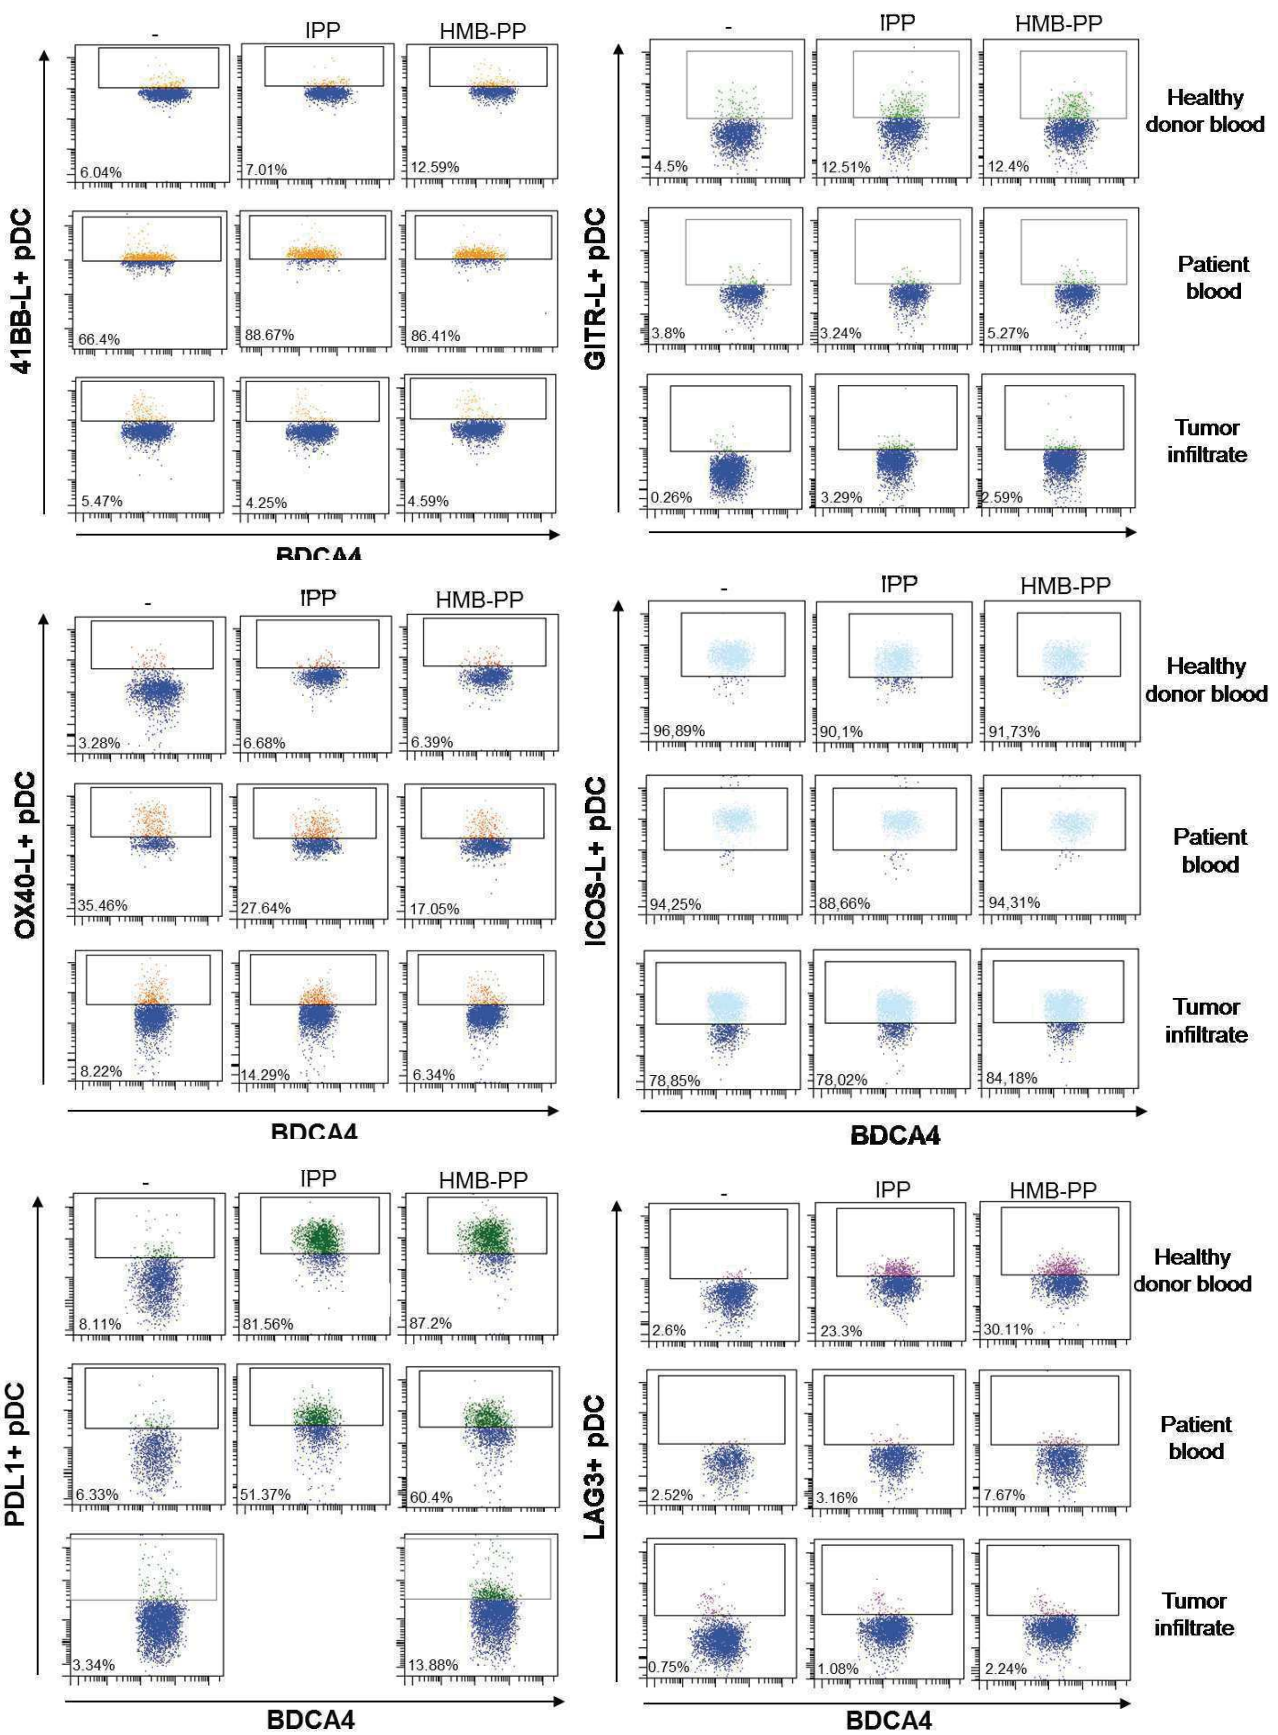 - IPP HMB-PP
41BB-L+ pDC
6.04% 7.01% 12.59%
66.4% 88.67% 86.41%
5.47% 4.25% 4.59%
BDCA4
- IPP HMB-PP
GITR-L+ pDC
4.5% 12.51% 12.4%
Healthy
donor blood
3.8% 3.24% 5.27%
Patient
blood
0.26% 3.29% 2.59%
Tumor
infiltrate
- IPP HMB-PP
OX40-L+ pDC
3.28% 6.68% 6.39%
35.46% 27.64% 17.05%
8.22% 14.29% 6.34%
BDCA4
- IPP HMB-PP
ICOS-L+ pDC
96,89% 90,1% 91,73%
Healthy
donor blood
94,25% 88,66% 94,31%
Patient
blood
78,85% 78,02% 84,18%
Tumor
infiltrate
BDCA4
- IPP HMB-PP
PDL1+ pDC
8.11% 81.56% 87.2%
6.33% 51.37% 60.4%
3.34% 13.88%
BDCA4
- IPP HMB-PP
LAG3+ pDC
2.6% 23.3% 30.11%
Healthy
donor blood
2.52% 3.16% 7.67%
Patient
blood
0.75% 1.08% 2.24%
Tumor
infiltrate
BDCA4